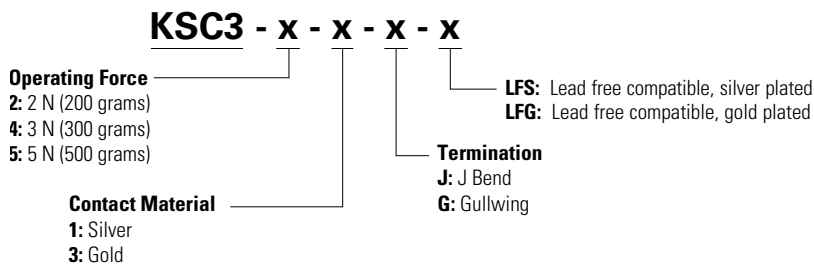 KSC3 - x - x - x - x
Operating Force
2: 2 N (200 grams)
4: 3 N (300 grams)
5: 5 N (500 grams)
LFS: Lead free compatible, silver plated
LFG: Lead free compatible, gold plated
Termination
J: J Bend
G: Gullwing
Contact Material
1: Silver
3: Gold